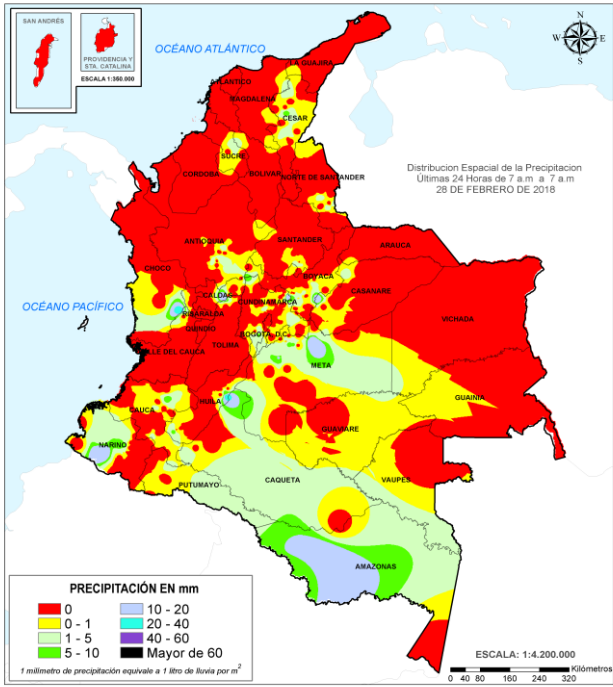 SAN ANDRÉS
PROVIDENCIA Y
STA. CATALINA
ESCALA 1:350.000
OCÉANO ATLÁNTICO
N
W E
S
LA GUAJIRA
ATLANTICO
MAGDALENA
CESAR
SUCRE
CORDOBA
BOLIVAR
NORTE DE SANTANDER
Distribucion Espacial de la Precipitacion
Últimas 24 Horas de 7 a.m a 7 a.m
28 DE FEBRERO DE 2018
ANTIOQUIA
SANTANDER
ARAUCA
CHOCO
BOYACA
CASANARE
OCÉANO PACÍFICO
CALDAS
CUNDINAMARCA
RISARALDA
VICHADA
QUINDIO
BOGOTA, D.C.
TOLIMA
VALLE DEL CAUCA
META
GUAINIA
HUILA
CAUCA
GUAVIARE
NARIÑO
VAUPES
PUTUMAYO
CAQUETA
AMAZONAS
PRECIPITACIÓN EN mm
0
10 - 20
0 - 1
20 - 40
1 - 5
40 - 60
5 - 10
Mayor de 60
1 milímetro de precipitación equivale a 1 litro de lluvia por m2
ESCALA: 1:4.200.000
Kilómetros
0 40 80 160 240 320